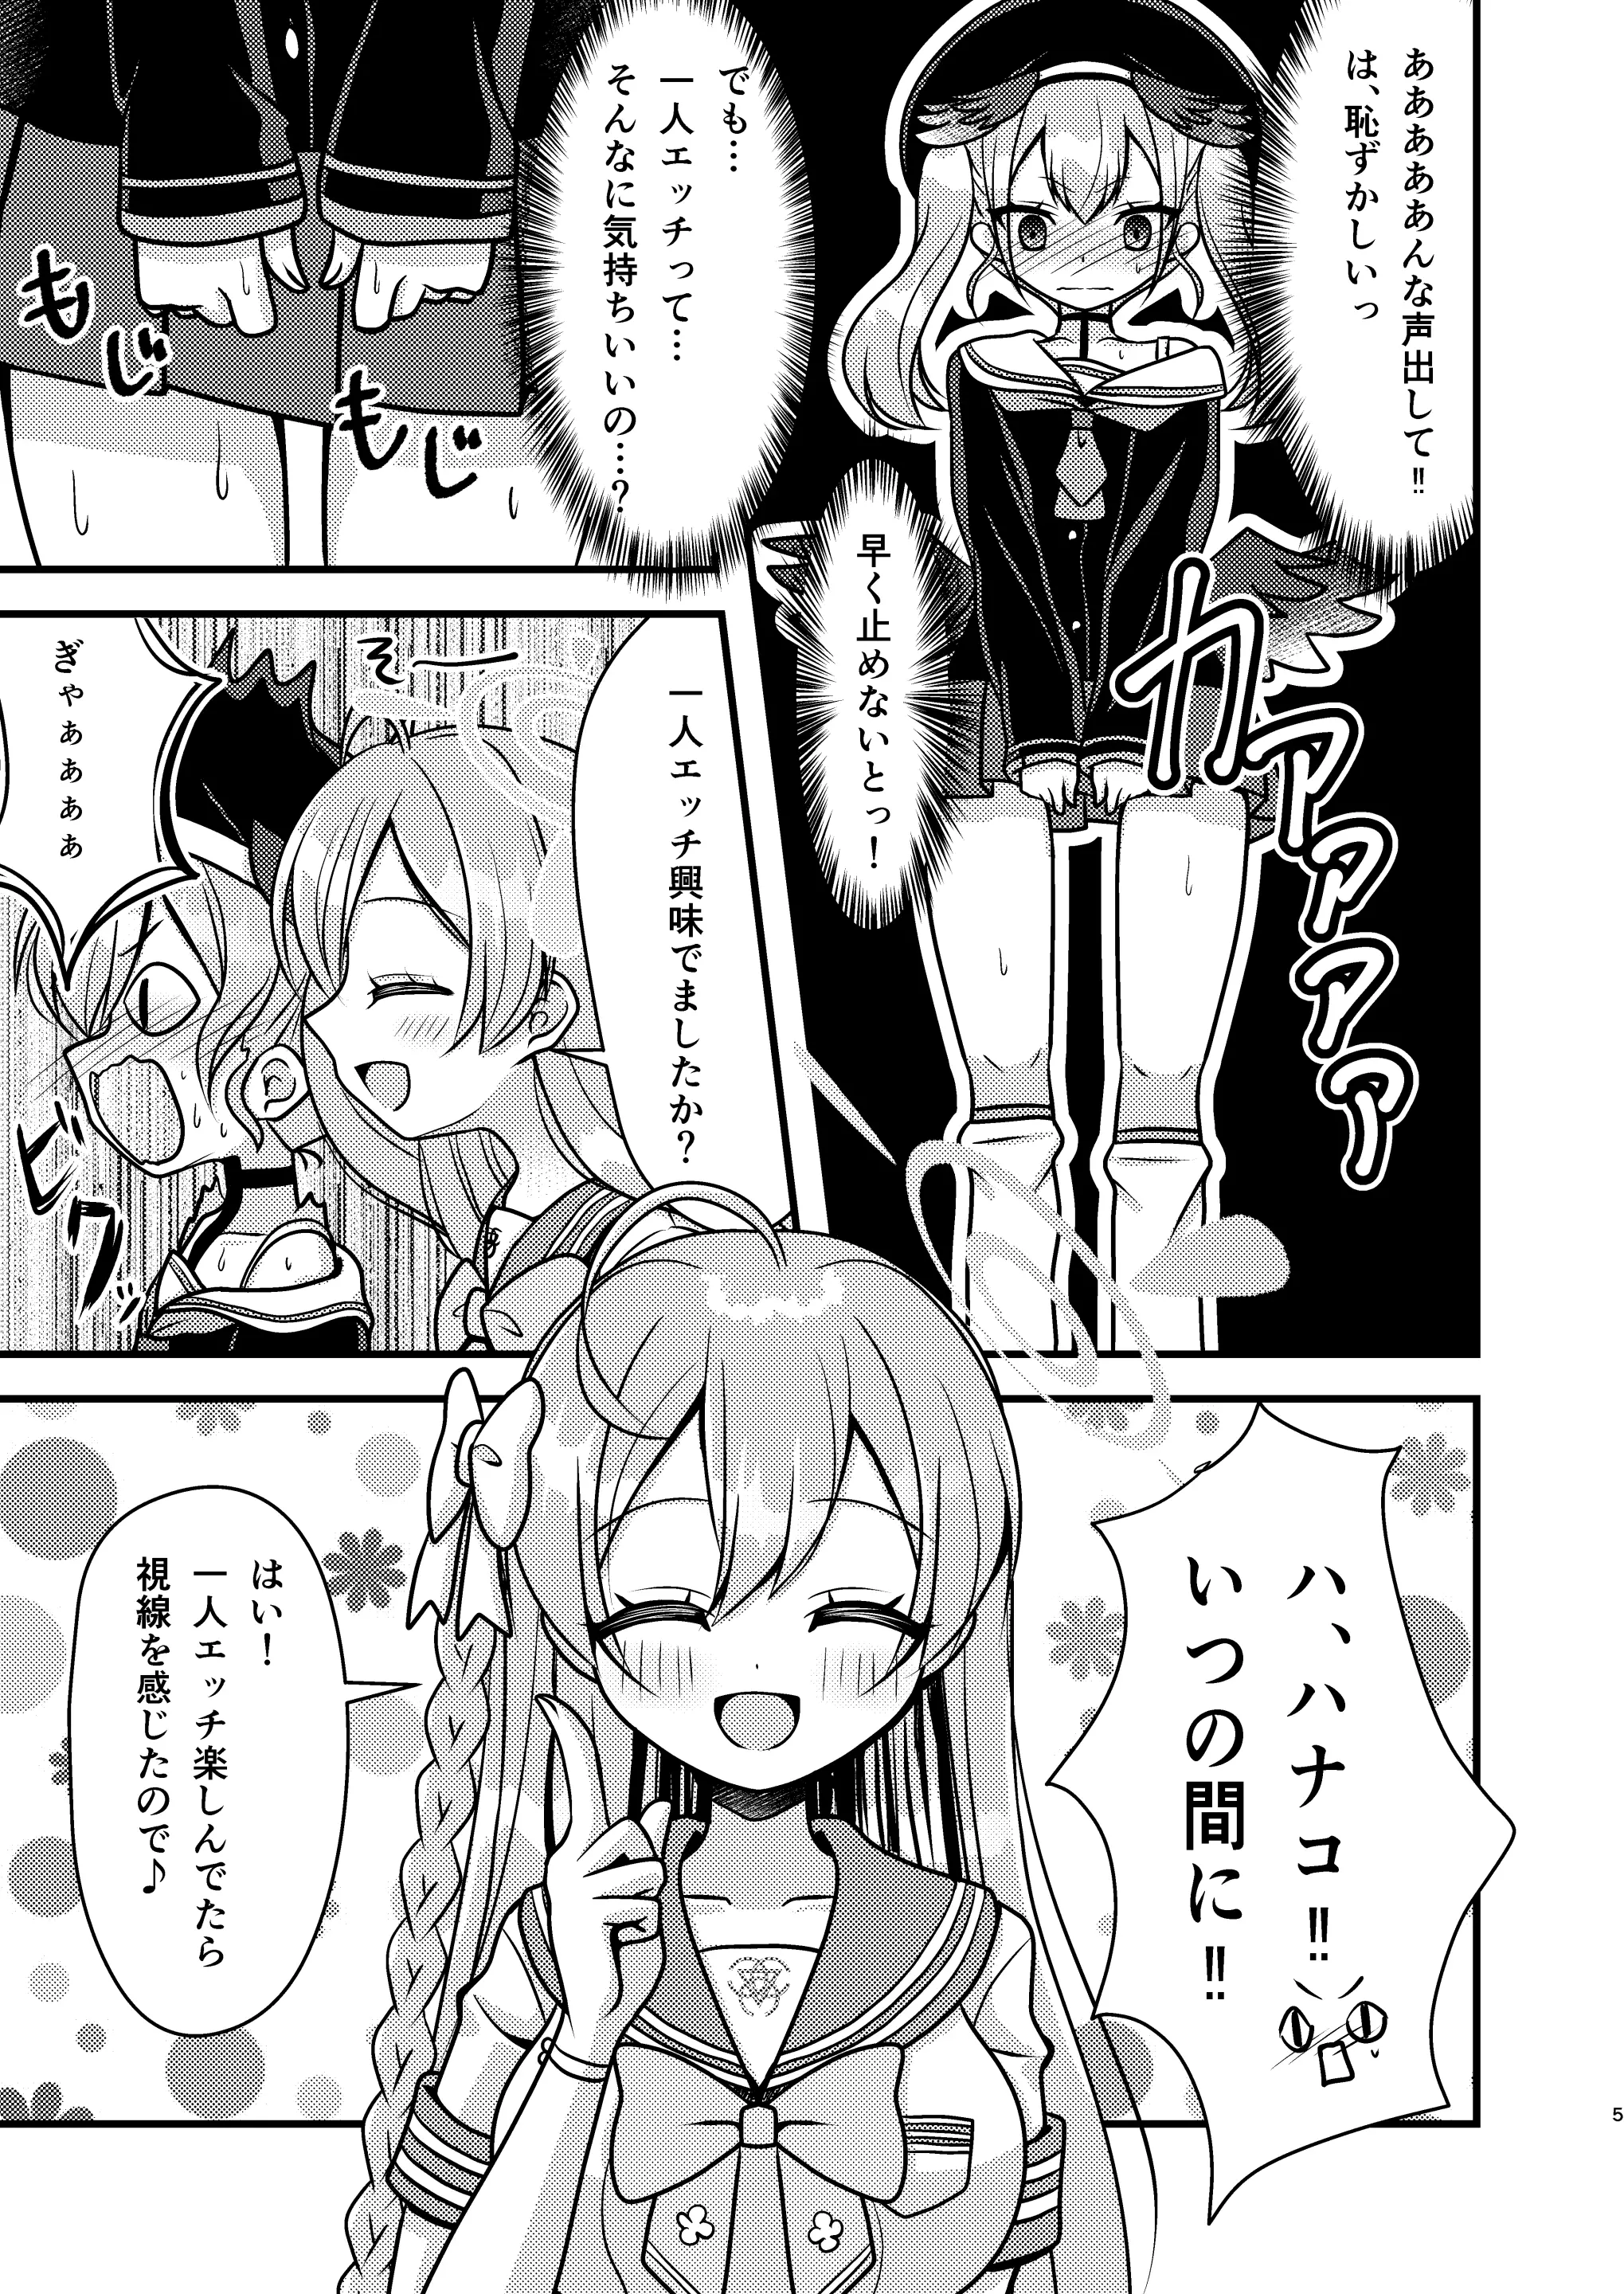 ああああんな声出して!!
は、恥ずかしいっ
早く止めないとっ!
カァァァァァ
でも…
一人エッチって…
そんなに気持ちいいの…?
もじ
もじ
一人エッチ興味でましたか?
そー
ぎゃぁぁぁぁ
ビクッ
ハ、ハナコ!!
いつの間に!!
はい!
一人エッチ楽しんでたら
視線を感じたので♪
5